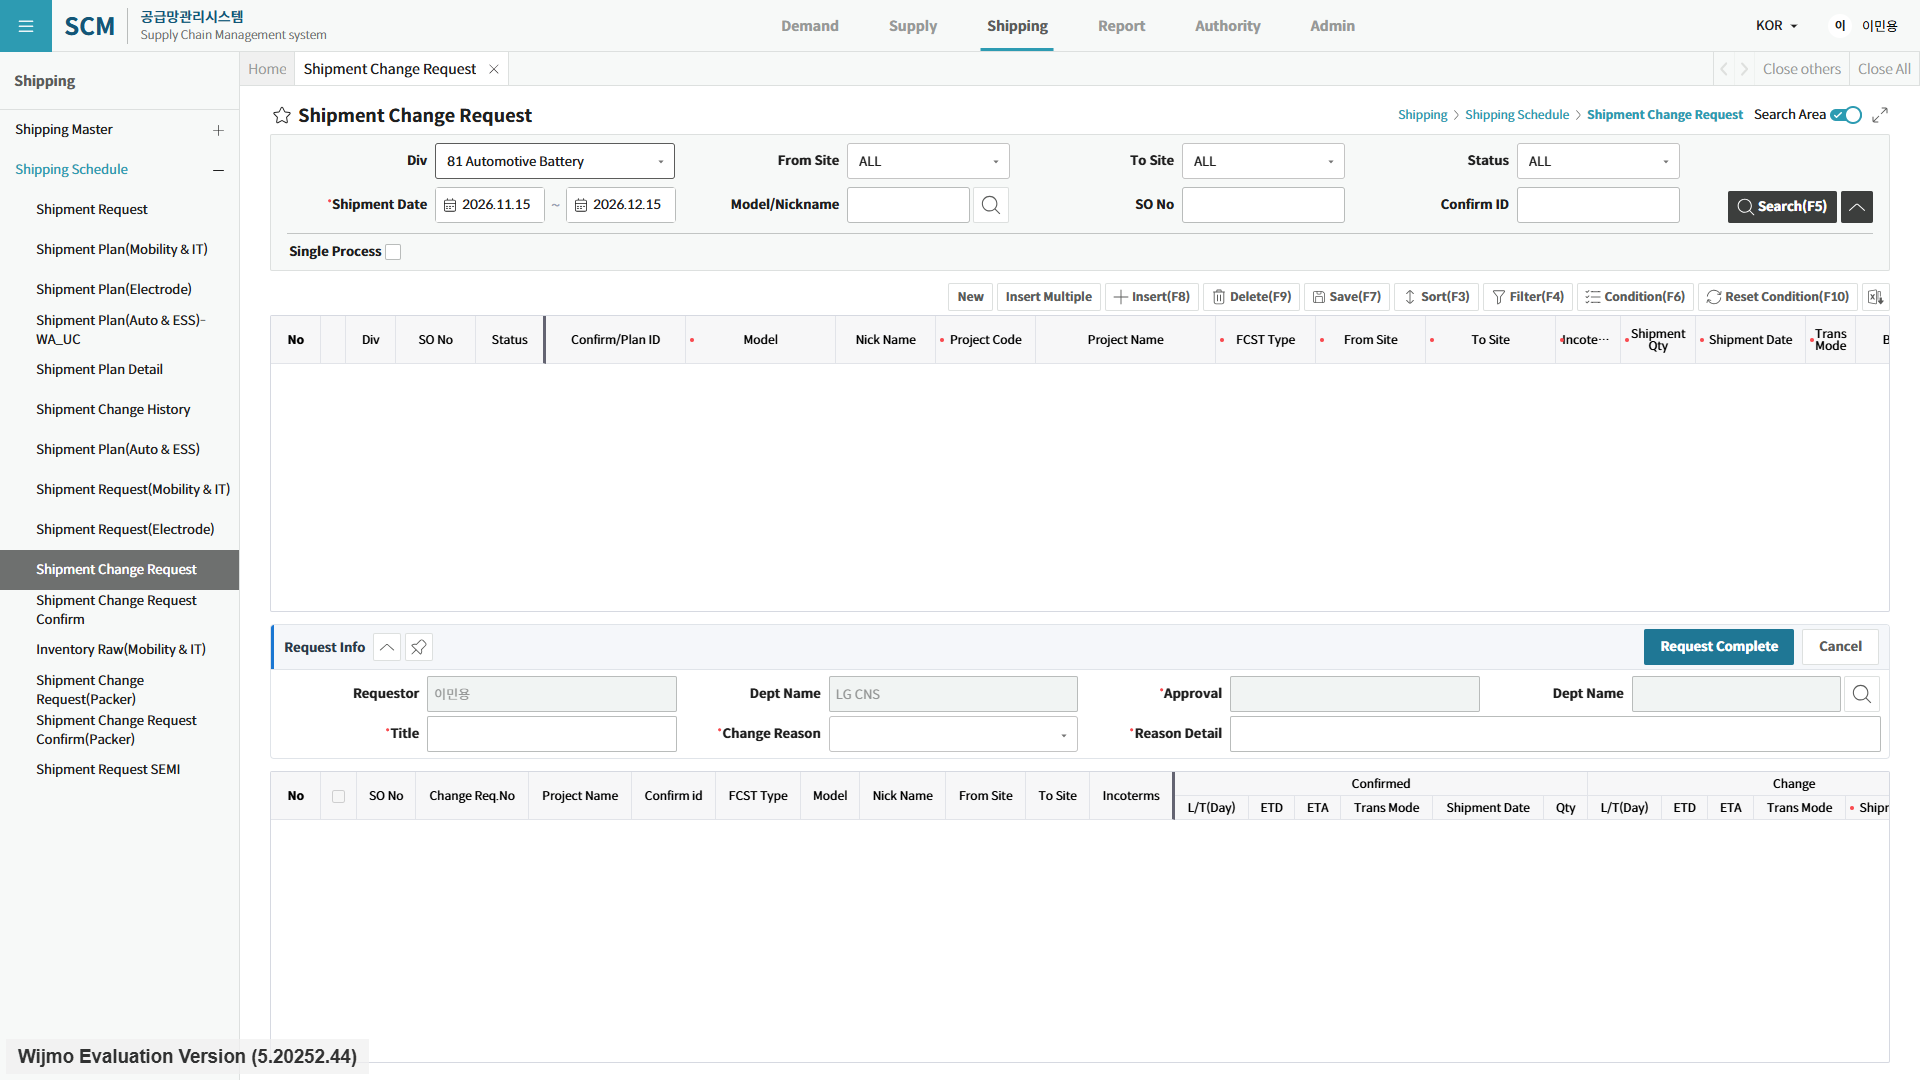 SCM
공급망관리시스템
Supply Chain Management system
Demand
Supply
Shipping
Report
Authority
Admin
KOR
이
이민용
Shipping
Home
Shipment Change Request
Close others
Close All
Shipping Master
Shipping Schedule
Shipment Request
Shipment Plan(Mobility & IT)
Shipment Plan(Electrode)
Shipment Plan(Auto & ESS)-
WA_UC
Shipment Plan Detail
Shipment Change History
Shipment Plan(Auto & ESS)
Shipment Request(Mobility & IT)
Shipment Request(Electrode)
Shipment Change Request
Shipment Change Request
Confirm
Inventory Raw(Mobility & IT)
Shipment Change
Request(Packer)
Shipment Change Request
Confirm(Packer)
Shipment Request SEMI
Shipment Change Request
Shipping > Shipping Schedule > Shipment Change Request
Search Area
Div 81 Automotive Battery
From Site ALL
To Site ALL
Status ALL
*Shipment Date 2026.11.15 ~ 2026.12.15
Model/Nickname
SO No
Confirm ID
Search(F5)
Single Process
New
Insert Multiple
Insert(F8)
Delete(F9)
Save(F7)
Sort(F3)
Filter(F4)
Condition(F6)
Reset Condition(F10)
No
Div
SO No
Status
Confirm/Plan ID
Model
Nick Name
Project Code
Project Name
FCST Type
From Site
To Site
Incote...
Shipment
Qty
Shipment Date
Trans
Mode
B
Request Info
Request Complete
Cancel
Requestor 이민용
Dept Name LG CNS
*Approval
Dept Name
*Title
*Change Reason
*Reason Detail
No
SO No
Change Req.No
Project Name
Confirm id
FCST Type
Model
Nick Name
From Site
To Site
Incoterms
Confirmed
Change
L/T(Day)
ETD
ETA
Trans Mode
Shipment Date
Qty
L/T(Day)
ETD
ETA
Trans Mode
Shipr
Wijmo Evaluation Version (5.20252.44)